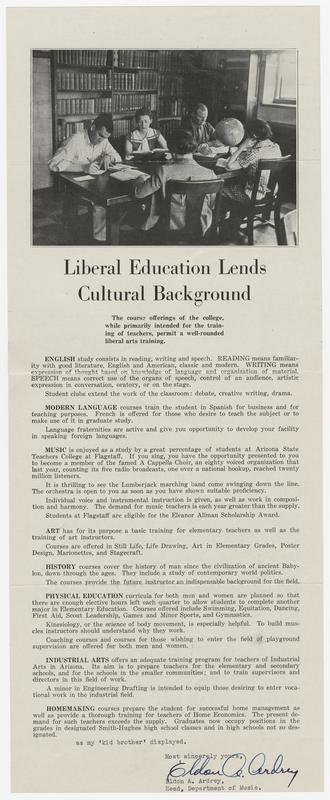 Liberal Education Lends
Cultural Background
The course offerings of the college,
while primarily intended for the train-
ing of teachers, permit a well-rounded
liberal arts training.
ENGLISH study consists in reading, writing and speech. READING means familiar-
ity with good literature, English and American, classic and modern. WRITING means
expression of thought based on knowledge of language and organization of material.
SPEECH means correct use of the organs of speech, control of an audience, artistic
expression in conversation, oratory, or on the stage.
Student clubs extend the work of the classroom: debate, creative writing, drama.
MODERN LANGUAGE courses train the student in Spanish for business and for
teaching purposes. French is offered for those who desire to teach the subject or to
make use of it in graduate study.
Language fraternities are active and give you opportunity to develop your facility
in speaking foreign languages.
MUSIC is enjoyed as a study by a great percentage of students at Arizona State
Teachers College at Flagstaff. If you sing, you have the opportunity presented to you
to become a member of the famed A Cappella Choir, an eighty voiced organization that
last year, counting its five radio broadcasts, one over a national hookup, reached twenty
million listeners.
It is thrilling to see the Lumberjack marching band come swinging down the line.
The orchestra is open to you as soon as you have shown suitable proficiency.
Individual voice and instrumental instruction is given, as well as work in composi-
tion and harmony. The demand for music teachers is each year greater than the supply.
Students at Flagstaff are eligible for the Eleanor Allman Scholarship Award.
ART has for its purpose a basic training for elementary teachers as well as the
training of art instructors.
Courses are offered in Still Life, Life Drawing, Art in Elementary Grades, Poster
Design, Marionettes, and Stagecraft.
HISTORY courses cover the history of man since the civilization of ancient Baby-
lon, down through the ages. They include a study of contemporary world politics.
The courses provide the future instructor an indispensable background for the field.
PHYSICAL EDUCATION curricula for both men and women are planned so that
there are enough elective hours left each quarter to allow students to complete another
major in Elementary Education. Courses offered include Swimming, Equitation, Dancing,
First Aid, Scout Leadership, Games and Minor Sports, and Gymnastics.
Kinesiology, or the science of body movement, is especially helpful. To build mus-
cles instructors should understand why they work.
Coaching courses and courses for those wishing to enter the field of playground
supervision are offered for both men and women.
INDUSTRIAL ARTS offers an adequate training program for teachers of Industrial
Arts in Arizona. Its aim is to prepare teachers for the elementary and secondary
schools, and for the schools in the smaller communities; and to train supervisors and
directors in this field of work.
A minor in Engineering Drafting is intended to equip those desiring to enter voca-
tional work in the industrial field.
HOMEMAKING courses prepare the student for successful home management as
well as provide a thorough training for teachers of Home Economics. The present de-
mand for such teachers exceeds the supply. Graduates now occupy positions in the
grades in designated Smith-Hughes high school classes and in high schools not so des-
ignated.
as my 'kid brother' displayed.
Most sincerely yours,
Eldon A. Ardrey
Eldon A. Ardrey,
Head, Department of Music.